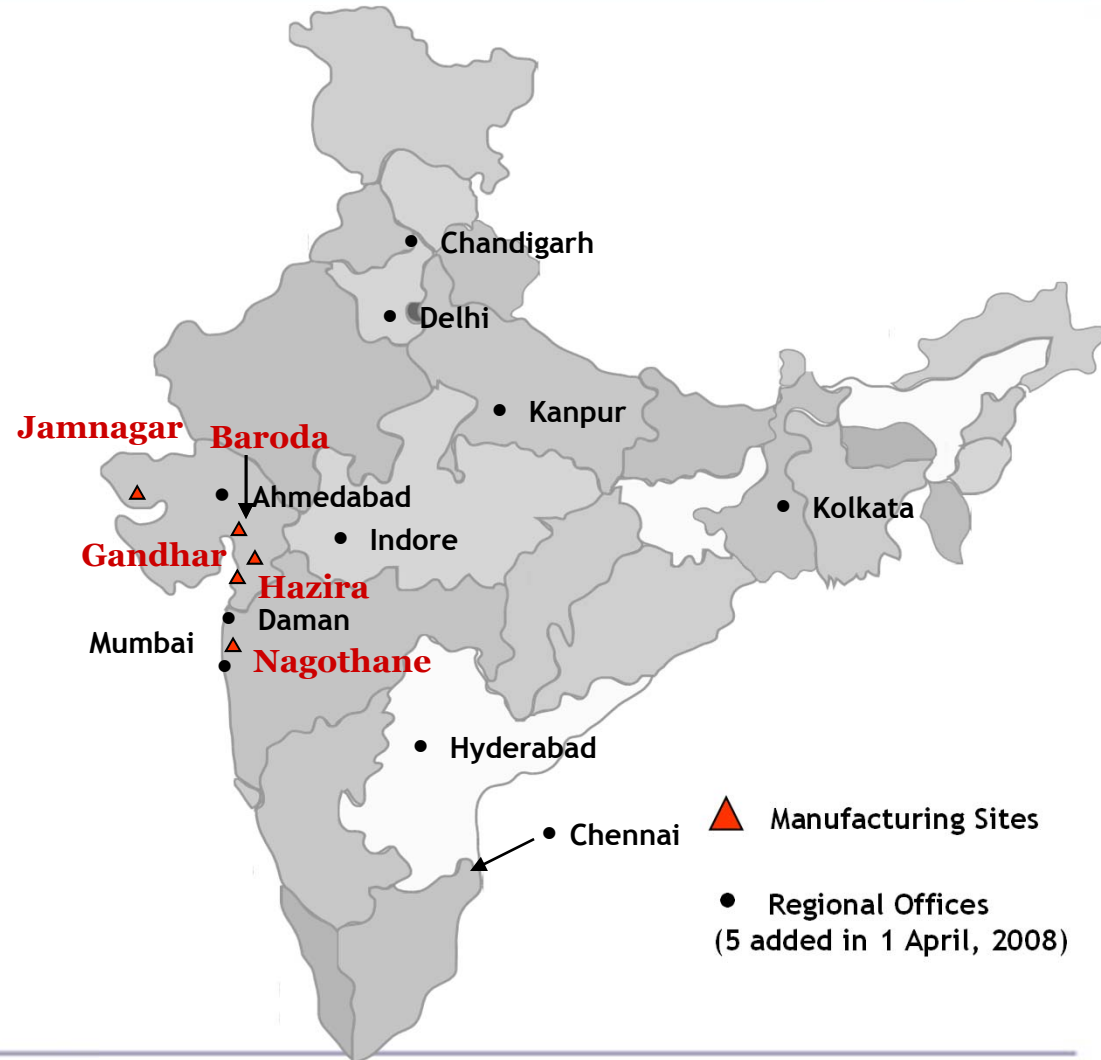 Chandigarh
Delhi
Kanpur
Jamnagar
Baroda
Ahmedabad
Kolkata
Indore
Gandhar
Hazira
Daman
Mumbai
Nagothane
Hyderabad
Manufacturing Sites
Chennai
Regional Offices
(5 added in 1 April, 2008)